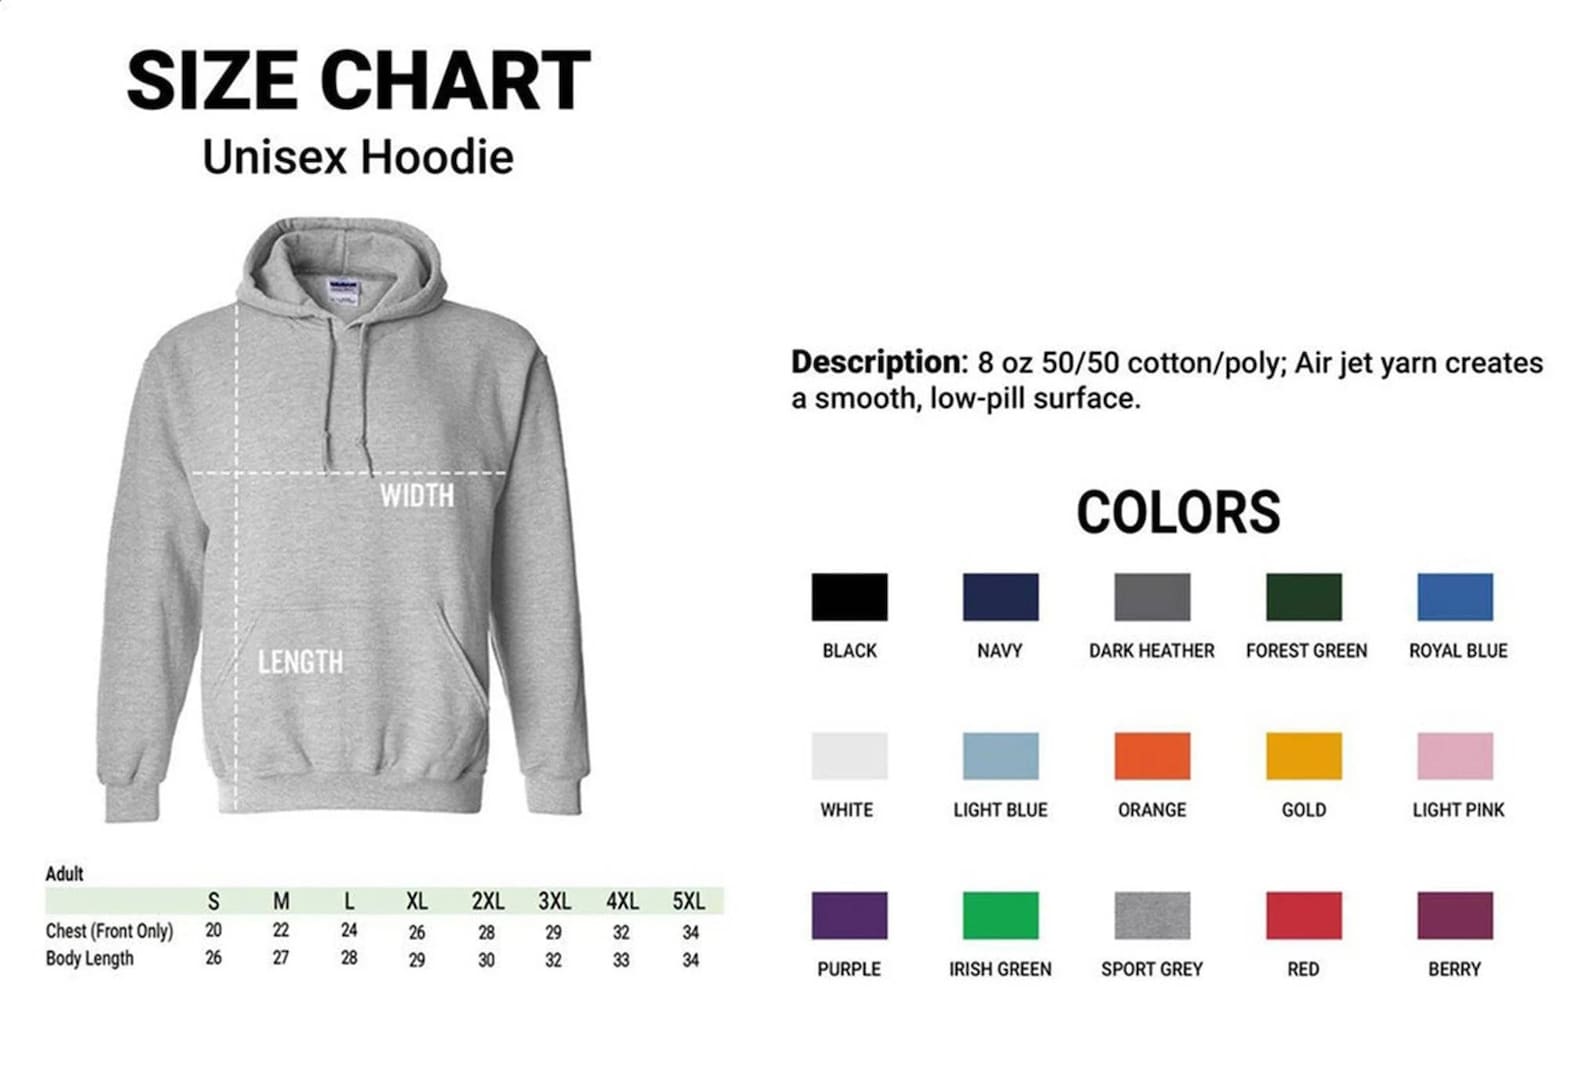 SIZE CHART
Unisex Hoodie
WIDTH
LENGTH
Adult
S M L XL 2XL 3XL 4XL 5XL
Chest (Front Only) 20 22 24 26 28 29 32 34
Body Length 26 27 28 29 30 32 33 34
Description: 8 oz 50/50 cotton/poly; Air jet yarn creates
a smooth, low-pill surface.
COLORS
BLACK NAVY DARK HEATHER FOREST GREEN ROYAL BLUE
WHITE LIGHT BLUE ORANGE GOLD LIGHT PINK
PURPLE IRISH GREEN SPORT GREY RED BERRY